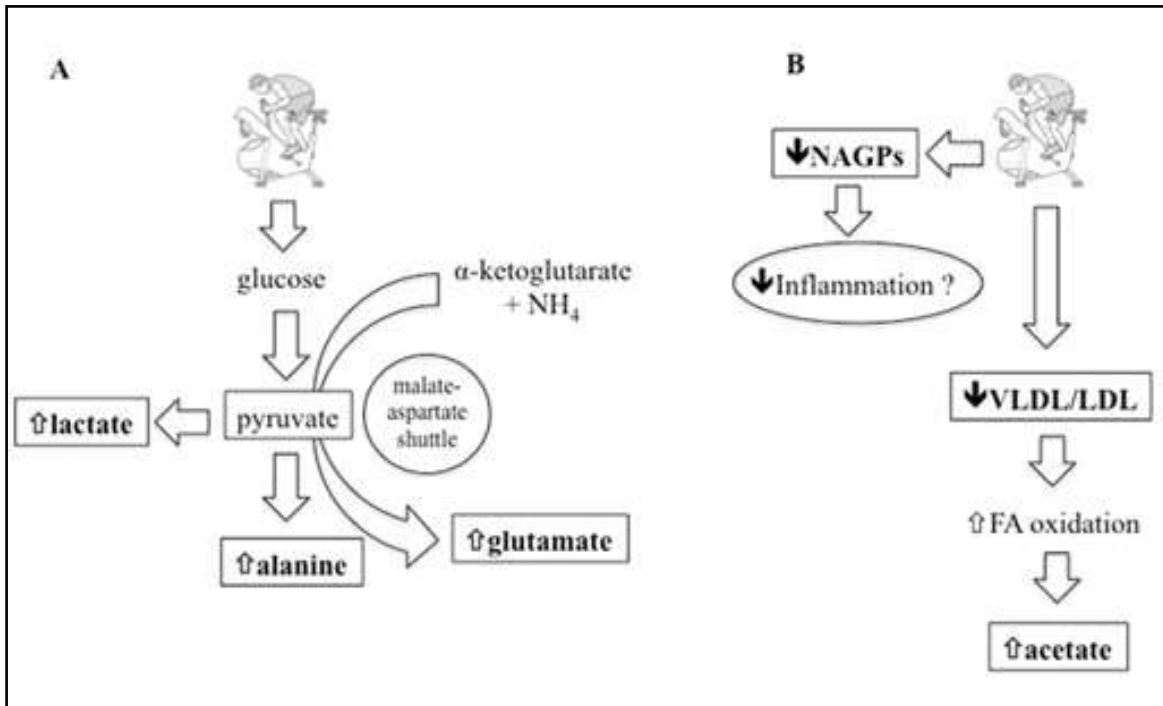 A
glucose
α-ketoglutarate
+ NH₄
pyruvate
malate-
aspartate
shuttle
⇧lactate
⇧alanine
⇧glutamate
B
🡻NAGPs
🡻Inflammation ?
🡻VLDL/LDL
⇧FA oxidation
⇧acetate